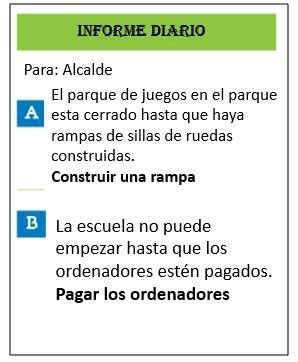 INFORME DIARIO
Para: Alcalde
A
El parque de juegos en el parque
esta cerrado hasta que haya
rampas de sillas de ruedas
construidas.
Construir una rampa
B
La escuela no puede
empezar hasta que los
ordenadores estén pagados.
Pagar los ordenadores